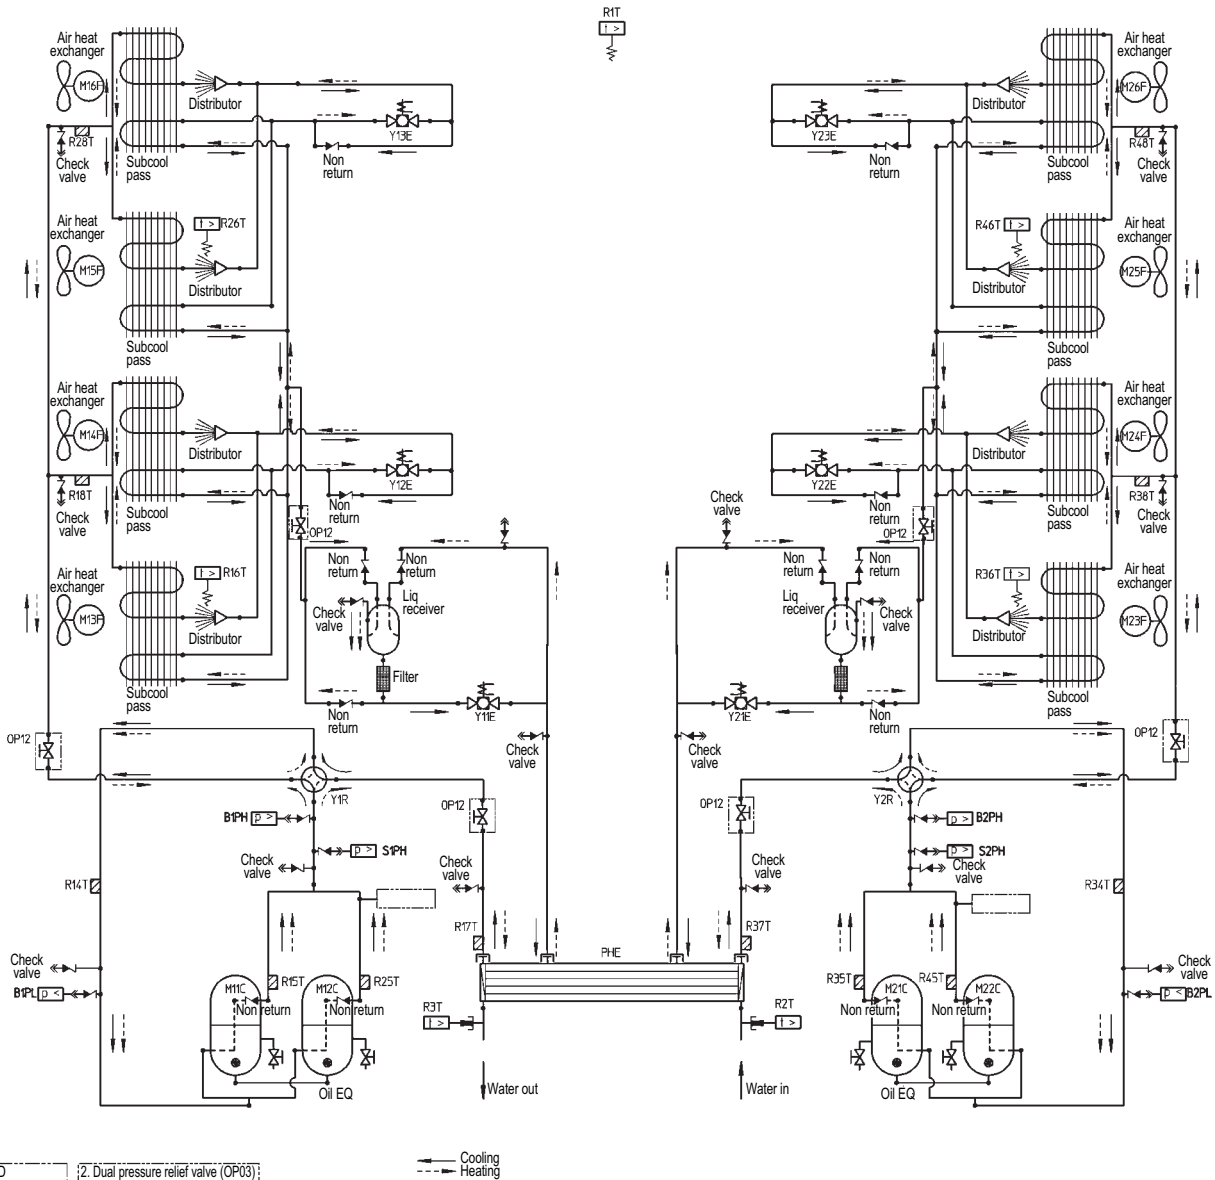 R1T
Air heat
exchanger
M16F
Distributor
R28T
Check
valve
Subcool
pass
Y13E
Non
return
Air heat
exchanger
M26F
Distributor
R48T
Check
valve
Subcool
pass
Y23E
Non
return
Air heat
exchanger
M15F
R26T
Distributor
Subcool
pass
Air heat
exchanger
M25F
R46T
Distributor
Subcool
pass
Air heat
exchanger
M14F
Distributor
R18T
Check
valve
Subcool
pass
Y12E
Non
return
OP12
Air heat
exchanger
M24F
Distributor
R38T
Check
valve
Subcool
pass
Y22E
Non
return
OP12
Check
valve
Air heat
exchanger
M13F
R16T
Distributor
Subcool
pass
Non
return
Non
return
Liq
receiver
Check
valve
Filter
Non
return
Y11E
Check
valve
Non
return
Non
return
Liq
receiver
Check
valve
Y21E
Non
return
Check
valve
Air heat
exchanger
M23F
R36T
Distributor
Subcool
pass
OP12
Y1R
B1PH p >
p > S1PH
Check
valve
OP12
Check
valve
R14T
R17T
OP12
Y2R
p > B2PH
p > S2PH
Check
valve
OP12
Check
valve
R34T
R37T
PHE
Check
valve
B1PL p <
M11C
R15T
Non return
M12C
R25T
Non return
Oil EQ
R3T
R2T
Water out
Water in
R35T
M21C
Non return
R45T
M22C
Non return
Oil EQ
Check
valve
p < B2PL
D
2. Dual pressure relief valve (OP03)
Cooling
Heating